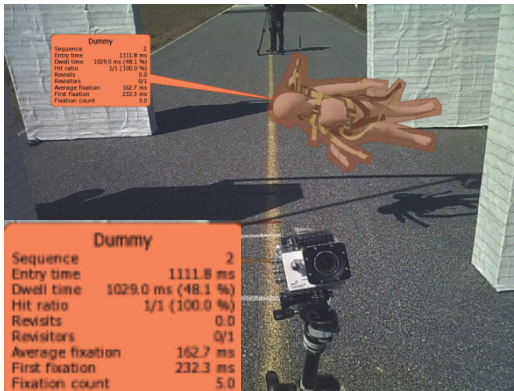 Dummy
Sequence 2
Entry time 1111.8 ms
Dwell time 1029.0 ms (48.1 %)
Hit ratio 1/1 (100.0 %)
Revisits 0.0
Revisitors 0/1
Average fixation 162.7 ms
First fixation 232.3 ms
Fixation count 5.0
Dummy
Sequence 2
Entry time 1111.8 ms
Dwell time 1029.0 ms (48.1 %)
Hit ratio 1/1 (100.0 %)
Revisits 0.0
Revisitors 0/1
Average fixation 162.7 ms
First fixation 232.3 ms
Fixation count 5.0